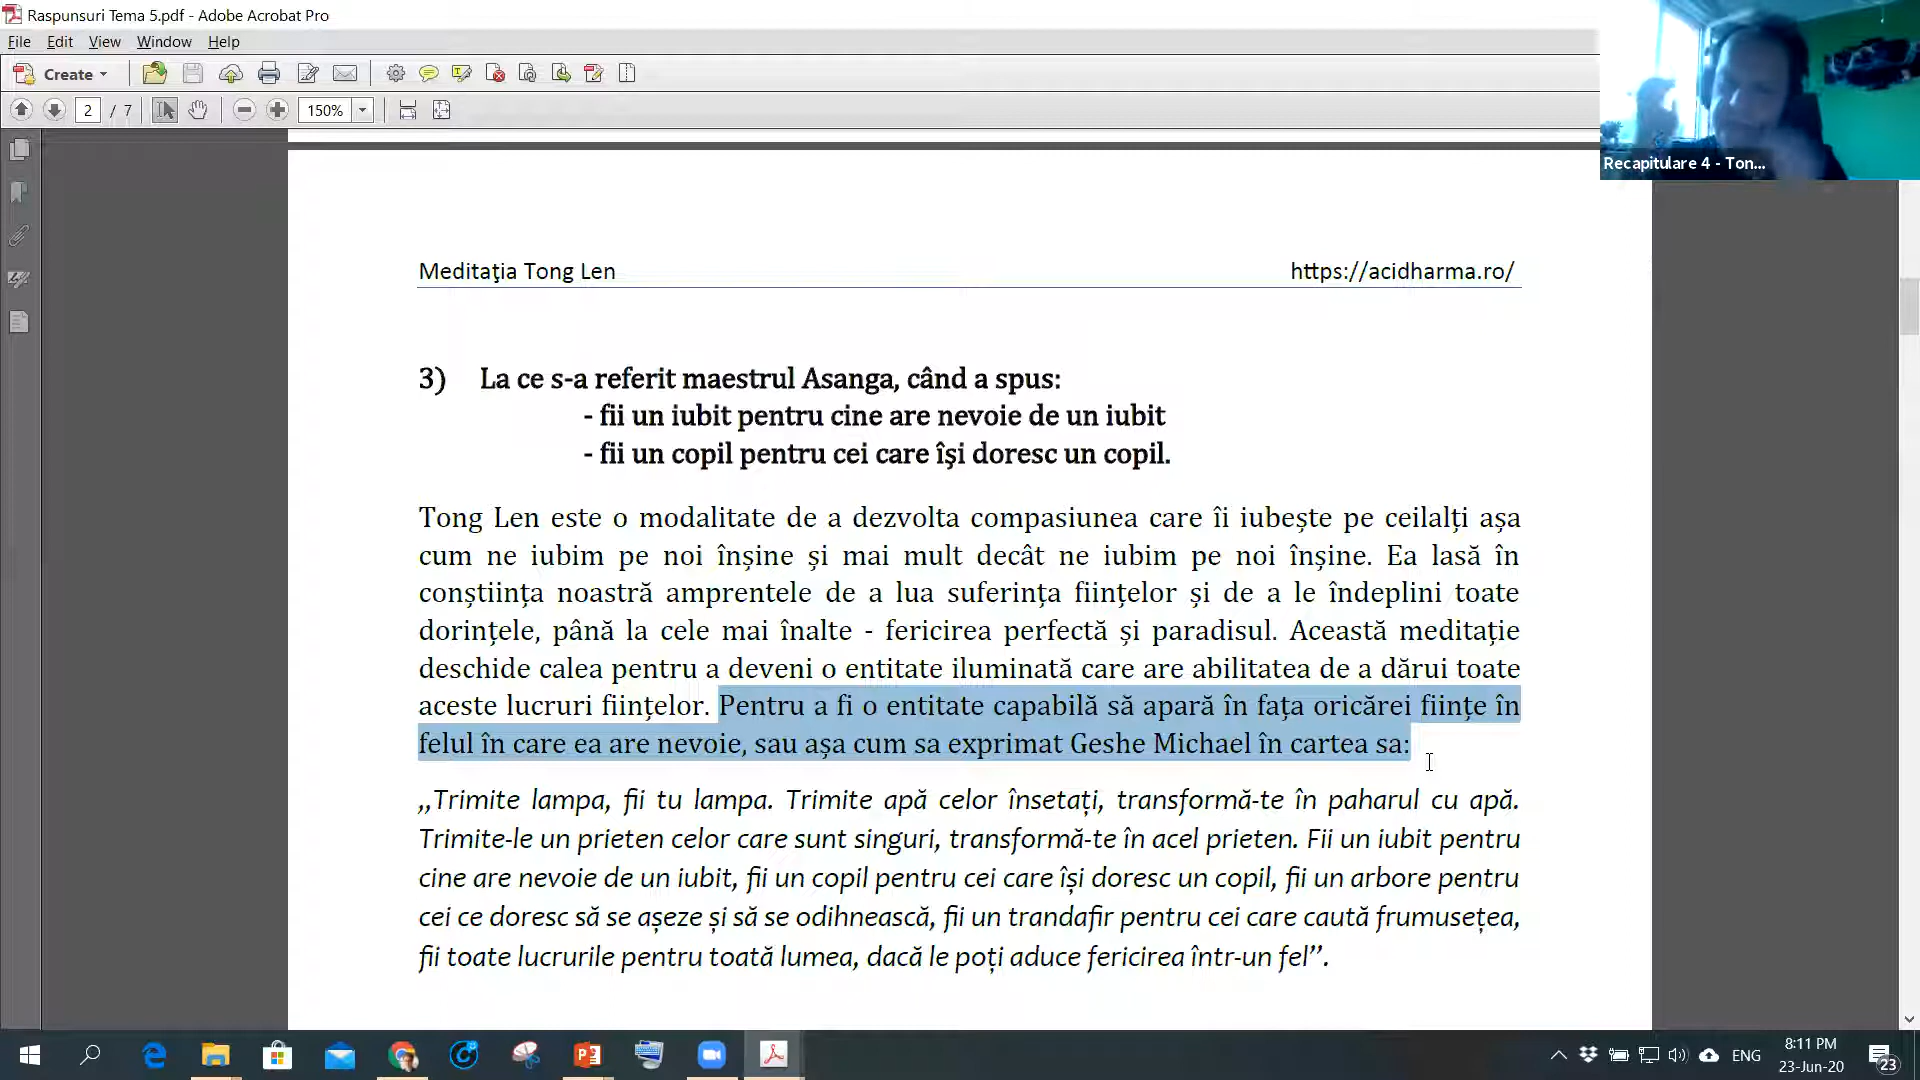 Raspunsuri Tema 5.pdf - Adobe Acrobat Pro
File Edit View Window Help
Create
2 / 7 150%
Recapitulare 4 - Ton...
Meditaţia Tong Len https://acidharma.ro/
3) La ce s-a referit maestrul Asanga, când a spus:
- fii un iubit pentru cine are nevoie de un iubit
- fii un copil pentru cei care îşi doresc un copil.
Tong Len este o modalitate de a dezvolta compasiunea care îi iubește pe ceilalți așa
cum ne iubim pe noi înșine și mai mult decât ne iubim pe noi înșine. Ea lasă în
conștiința noastră amprentele de a lua suferința ființelor și de a le îndeplini toate
dorințele, până la cele mai înalte - fericirea perfectă și paradisul. Această meditație
deschide calea pentru a deveni o entitate iluminată care are abilitatea de a dărui toate
aceste lucruri ființelor. Pentru a fi o entitate capabilă să apară în fața oricărei ființe în
felul în care ea are nevoie, sau așa cum sa exprimat Geshe Michael în cartea sa:
„Trimite lampa, fii tu lampa. Trimite apă celor însetați, transformă-te în paharul cu apă.
Trimite-le un prieten celor care sunt singuri, transformă-te în acel prieten. Fii un iubit pentru
cine are nevoie de un iubit, fii un copil pentru cei care își doresc un copil, fii un arbore pentru
cei ce doresc să se așeze și să se odihnească, fii un trandafir pentru cei care caută frumusețea,
fii toate lucrurile pentru toată lumea, dacă le poți aduce fericirea într-un fel”.
ENG
8:11 PM
23-Jun-20
23